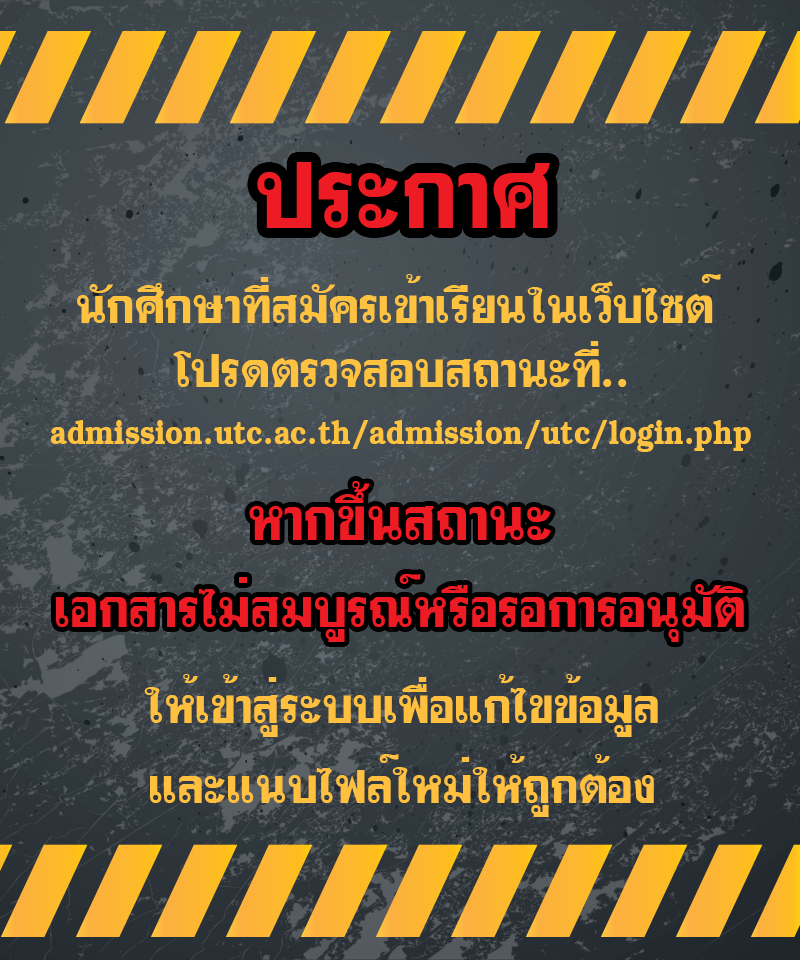 ประกาศ
นักศึกษาที่สมัครเข้าเรียนในเว็บไซต์
โปรดตรวจสอบสถานะที่..
admission.utc.ac.th/admission/utc/login.php
หากขึ้นสถานะ
เอกสารไม่สมบูรณ์หรือรอการอนุมัติ
ให้เข้าสู่ระบบเพื่อแก้ไขข้อมูล
และแนบไฟล์ใหม่ให้ถูกต้อง